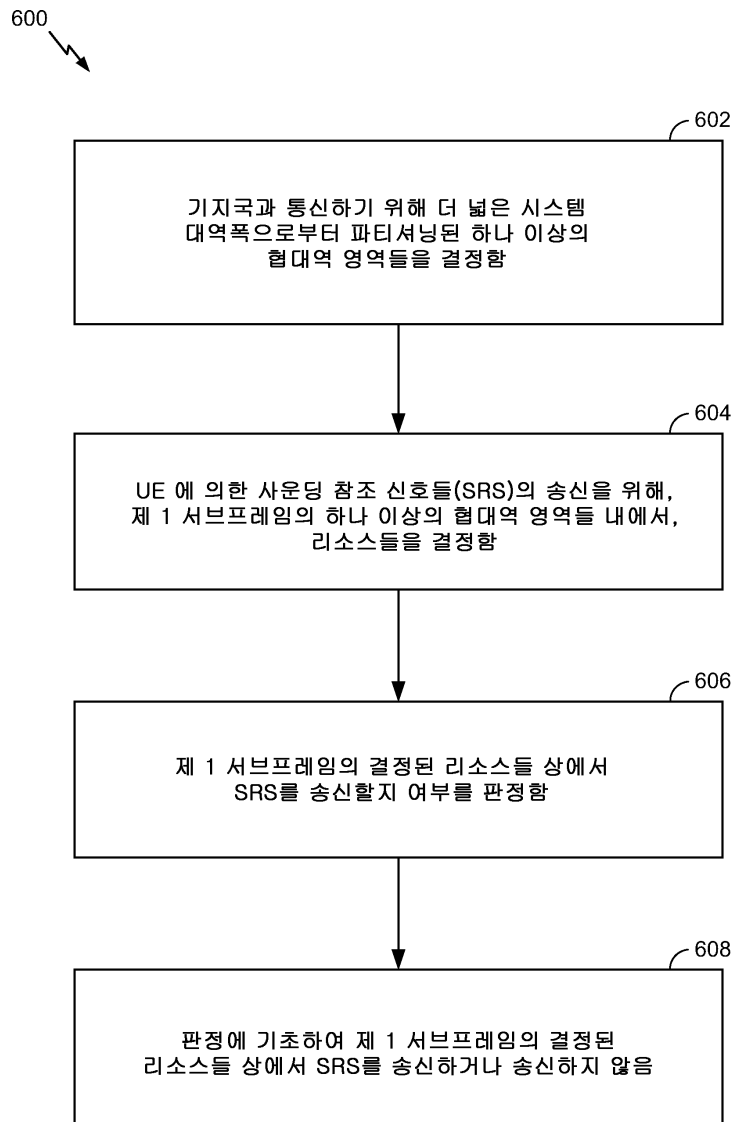 600
602
기지국과 통신하기 위해 더 넓은 시스템
대역폭으로부터 파티셔닝된 하나 이상의
협대역 영역들을 결정함
604
UE 에 의한 사운딩 참조 신호들(SRS)의 송신을 위해,
제 1 서브프레임의 하나 이상의 협대역 영역들 내에서,
리소스들을 결정함
606
제 1 서브프레임의 결정된 리소스들 상에서
SRS를 송신할지 여부를 판정함
608
판정에 기초하여 제 1 서브프레임의 결정된
리소스들 상에서 SRS를 송신하거나 송신하지 않음